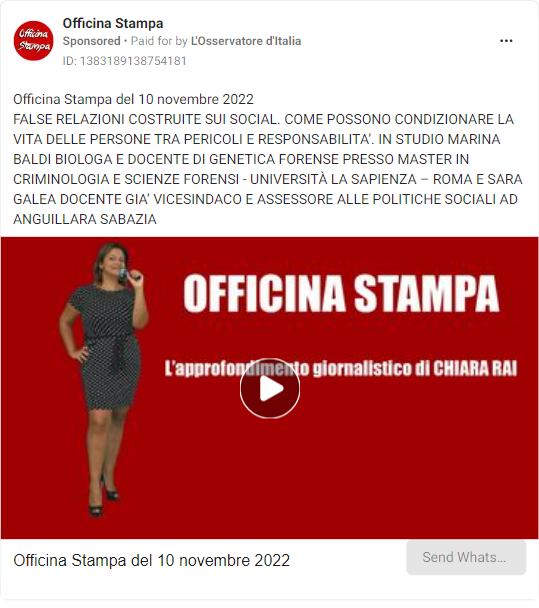 Officina
Stampa
Officina Stampa
Sponsored • Paid for by L'Osservatore d'Italia
ID: 1383189138754181
Officina Stampa del 10 novembre 2022
FALSE RELAZIONI COSTRUITE SUI SOCIAL. COME POSSONO CONDIZIONARE LA
VITA DELLE PERSONE TRA PERICOLI E RESPONSABILITA’. IN STUDIO MARINA
BALDI BIOLOGA E DOCENTE DI GENETICA FORENSE PRESSO MASTER IN
CRIMINOLOGIA E SCIENZE FORENSI - UNIVERSITÀ LA SAPIENZA – ROMA E SARA
GALEA DOCENTE GIA’ VICESINDACO E ASSESSORE ALLE POLITICHE SOCIALI AD
ANGUILLARA SABAZIA
OFFICINA STAMPA
L'approfondimento giornalistico di CHIARA RAI
Officina Stampa del 10 novembre 2022
Send Whats...